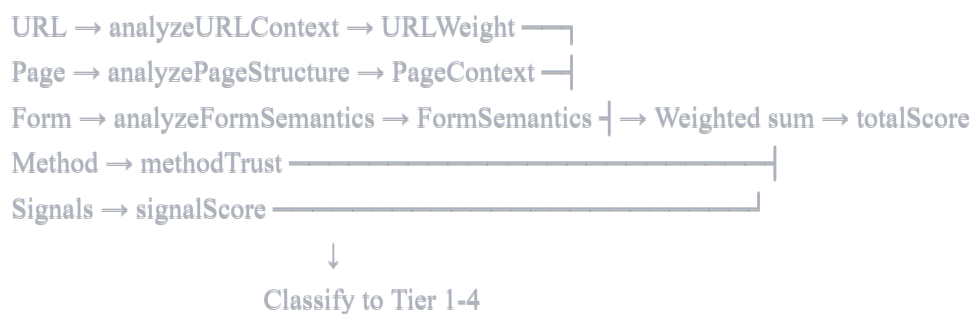 URL → analyzeURLContext → URLWeight ───┐
Page → analyzePageStructure → PageContext ─┤
Form → analyzeFormSemantics → FormSemantics ┤ → Weighted sum → totalScore
Method → methodTrust ──────────────────────┤
Signals → signalScore ─────────────────────┘
↓
Classify to Tier 1-4